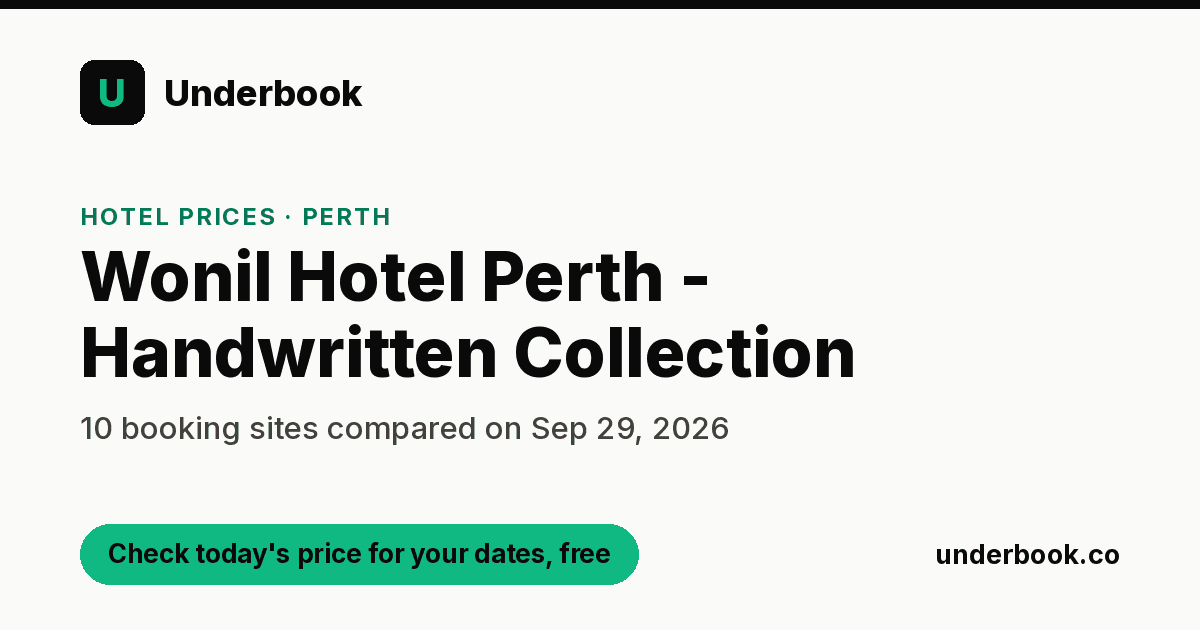 U
Underbook
HOTEL PRICES · PERTH
Wonil Hotel Perth -
Handwritten Collection
10 booking sites compared on Sep 29, 2026
Check today's price for your dates, free
underbook.co